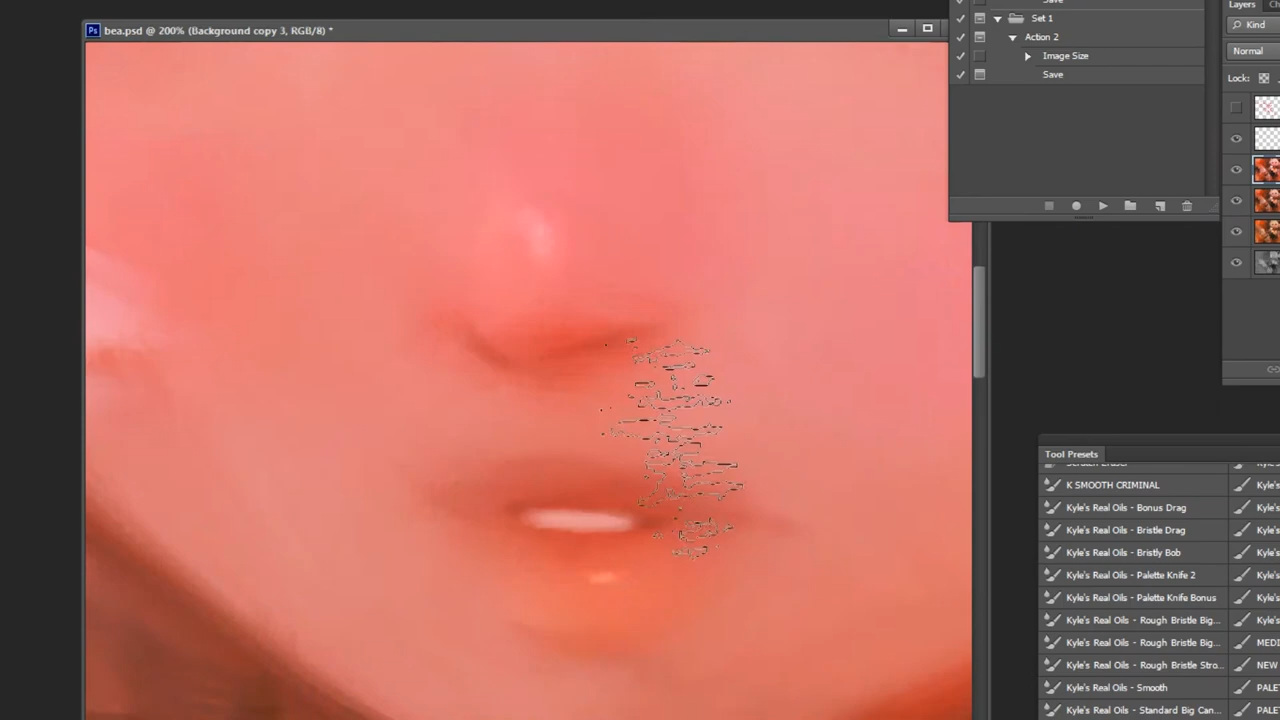 Save
Layers
Ps bea.psd @ 200% (Background copy 3, RGB/8) *
Set 1
Kind
Action 2
Normal
Image Size
Save
Lock:
Tool Presets
Kyle's
K SMOOTH CRIMINAL
Kyle's
Kyle's Real Oils - Bonus Drag
Kyle's
Kyle's Real Oils - Bristle Drag
Kyle's
Kyle's Real Oils - Bristly Bob
Kyle's
Kyle's Real Oils - Palette Knife 2
Kyle's
Kyle's Real Oils - Palette Knife Bonus
Kyle's
Kyle's Real Oils - Rough Bristle Big...
Kyle's
Kyle's Real Oils - Rough Bristle Big...
MEDI
Kyle's Real Oils - Rough Bristle Stro...
NEW
Kyle's Real Oils - Smooth
PALE
Kyle's Real Oils - Standard Big Can...
PALE